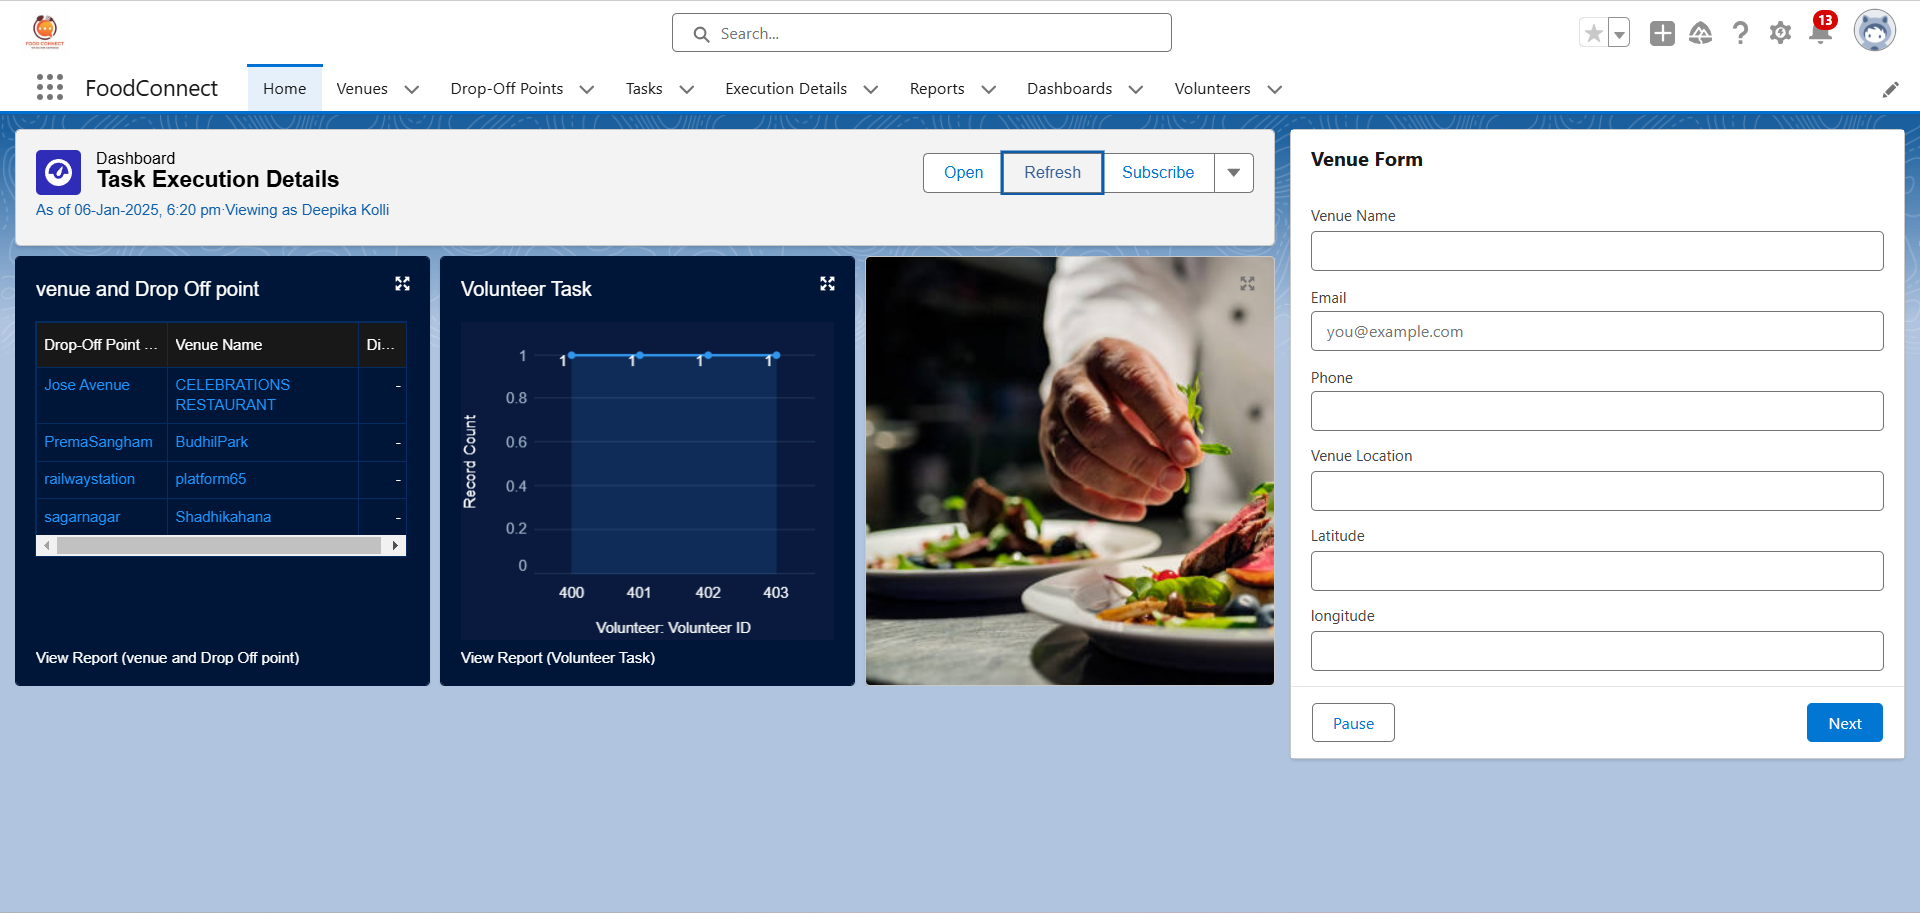 FOOD CONNECT
Search...
13
FoodConnect
Home
Venues
Drop-Off Points
Tasks
Execution Details
Reports
Dashboards
Volunteers
Dashboard
Task Execution Details
As of 06-Jan-2025, 6:20 pm·Viewing as Deepika Kolli
Open
Refresh
Subscribe
venue and Drop Off point
Drop-Off Point ... Venue Name Di...
Jose Avenue CELEBRATIONS RESTAURANT -
PremaSangham BudhilPark -
railwaystation platform65 -
sagarnagar Shadhikahana -
View Report (venue and Drop Off point)
Volunteer Task
Record Count
1
0.8
0.6
0.4
0.2
0
1 1 1 1
400 401 402 403
Volunteer: Volunteer ID
View Report (Volunteer Task)
Venue Form
Venue Name
Email
you@example.com
Phone
Venue Location
Latitude
longitude
Pause
Next